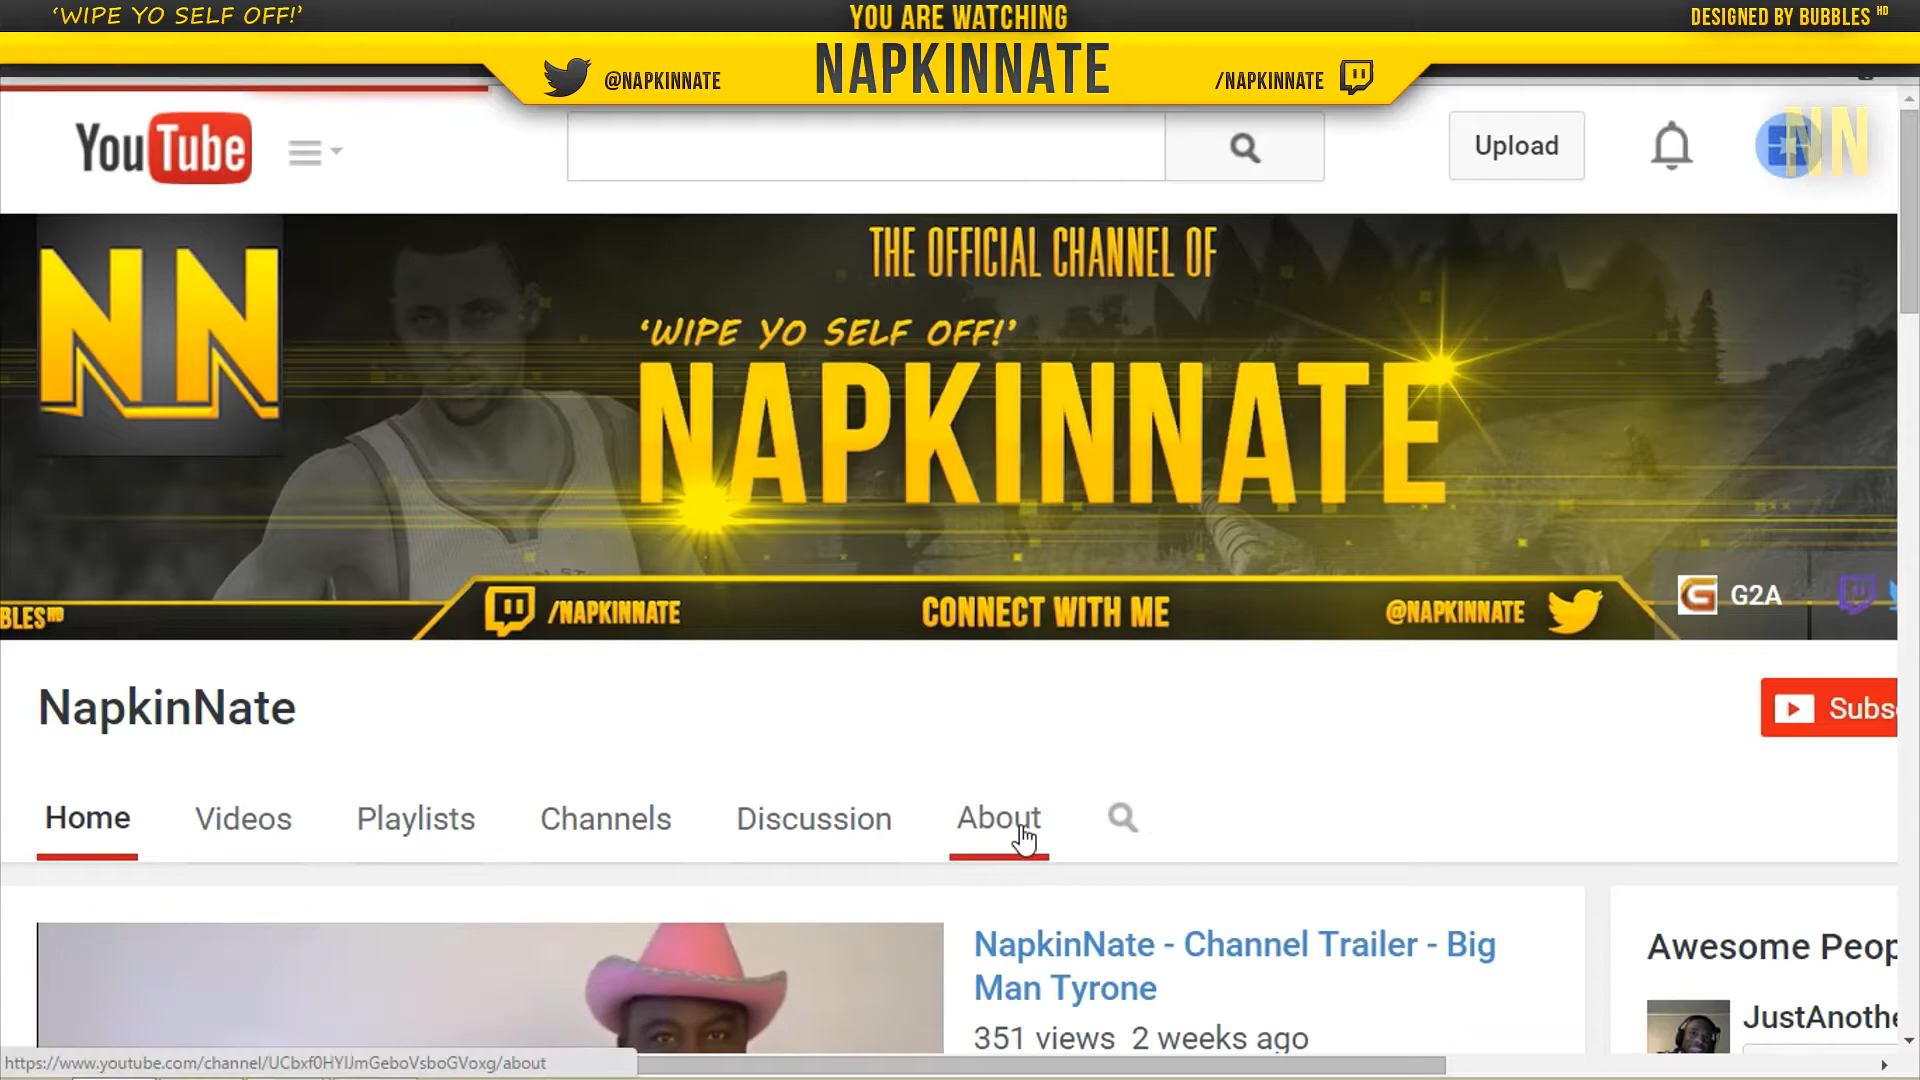 'WIPE YO SELF OFF!'
YOU ARE WATCHING
DESIGNED BY BUBBLES HD
@NAPKINNATE
NAPKINNATE
/NAPKINNATE
YouTube
Upload
NN
NN
THE OFFICIAL CHANNEL OF
'WIPE YO SELF OFF!'
NAPKINNATE
G2A
BLES HD
/NAPKINNATE
CONNECT WITH ME
@NAPKINNATE
NapkinNate
Subs
Home
Videos
Playlists
Channels
Discussion
About
NapkinNate - Channel Trailer - Big
Man Tyrone
351 views 2 weeks ago
Awesome Peop
JustAnothe
https://www.youtube.com/channel/UCbxf0HYIJmGeboVsboGVoxg/about